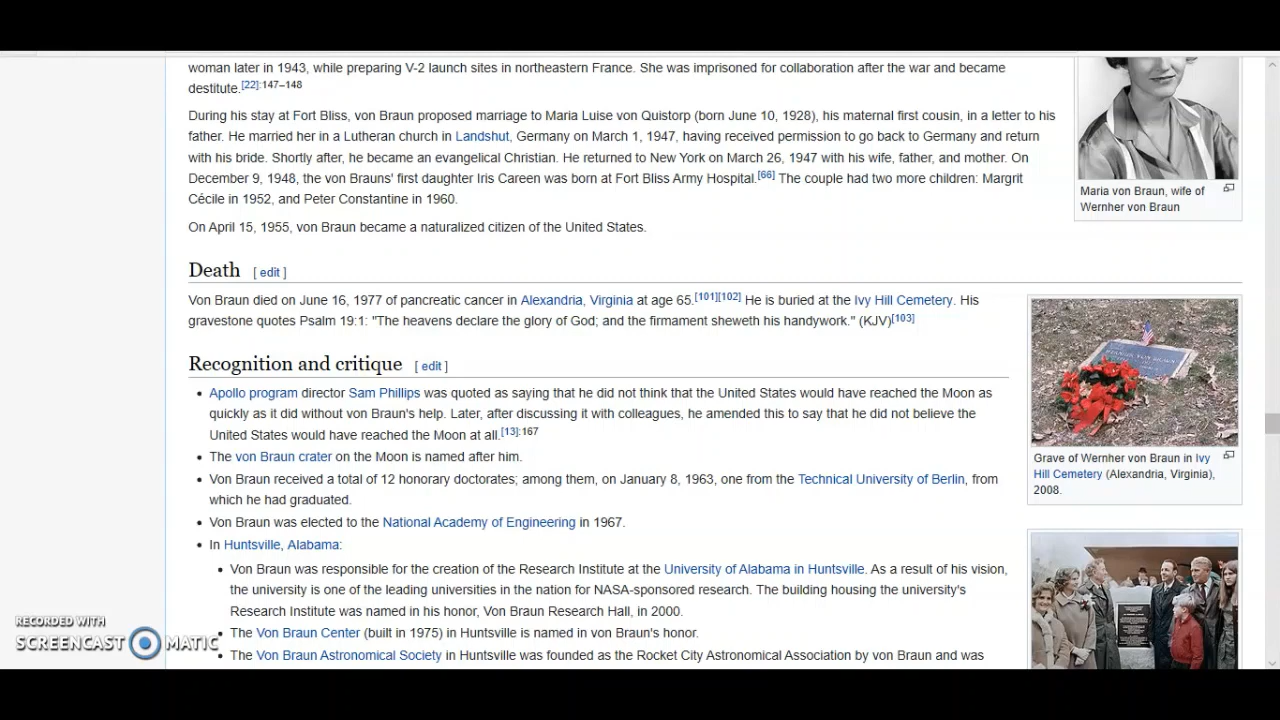 woman later in 1943, while preparing V-2 launch sites in northeastern France. She was imprisoned for collaboration after the war and became
destitute.[22]:147–148
During his stay at Fort Bliss, von Braun proposed marriage to Maria Luise von Quistorp (born June 10, 1928), his maternal first cousin, in a letter to his
father. He married her in a Lutheran church in Landshut, Germany on March 1, 1947, having received permission to go back to Germany and return
with his bride. Shortly after, he became an evangelical Christian. He returned to New York on March 26, 1947 with his wife, father, and mother. On
December 9, 1948, the von Brauns' first daughter Iris Careen was born at Fort Bliss Army Hospital.[66] The couple had two more children: Margrit
Cécile in 1952, and Peter Constantine in 1960.
On April 15, 1955, von Braun became a naturalized citizen of the United States.
Maria von Braun, wife of
Wernher von Braun
Death [ edit ]
Von Braun died on June 16, 1977 of pancreatic cancer in Alexandria, Virginia at age 65.[101][102] He is buried at the Ivy Hill Cemetery. His
gravestone quotes Psalm 19:1: "The heavens declare the glory of God; and the firmament sheweth his handywork." (KJV)[103]
WERNHER VON BRAUN
Grave of Wernher von Braun in Ivy
Hill Cemetery (Alexandria, Virginia),
2008.
Recognition and critique [ edit ]
• Apollo program director Sam Phillips was quoted as saying that he did not think that the United States would have reached the Moon as
quickly as it did without von Braun's help. Later, after discussing it with colleagues, he amended this to say that he did not believe the
United States would have reached the Moon at all.[13]:167
• The von Braun crater on the Moon is named after him.
• Von Braun received a total of 12 honorary doctorates; among them, on January 8, 1963, one from the Technical University of Berlin, from
which he had graduated.
• Von Braun was elected to the National Academy of Engineering in 1967.
• In Huntsville, Alabama:
• Von Braun was responsible for the creation of the Research Institute at the University of Alabama in Huntsville. As a result of his vision,
the university is one of the leading universities in the nation for NASA-sponsored research. The building housing the university's
Research Institute was named in his honor, Von Braun Research Hall, in 2000.
• The Von Braun Center (built in 1975) in Huntsville is named in von Braun's honor.
• The Von Braun Astronomical Society in Huntsville was founded as the Rocket City Astronomical Association by von Braun and was
RECORDED WITH
SCREENCAST MATIC